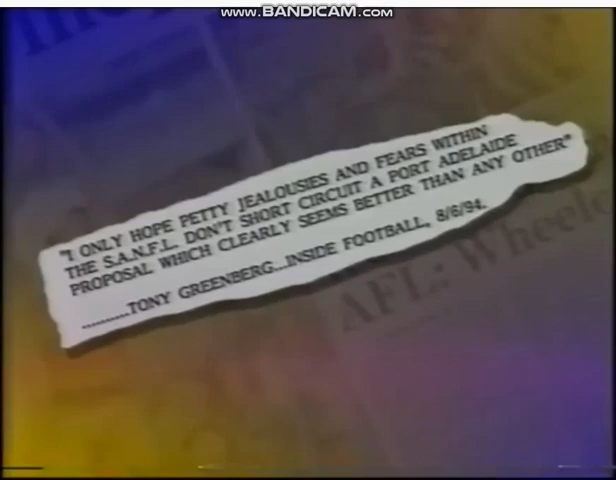 www.BANDICAM.com
"I ONLY HOPE PETTY JEALOUSIES AND FEARS WITHIN
THE S.A.N.F.L. DON'T SHORT CIRCUIT A PORT ADELAIDE
PROPOSAL WHICH CLEARLY SEEMS BETTER THAN ANY OTHER"
..........TONY GREENBERG...INSIDE FOOTBALL, 8/6/94.
AFL: Wheele